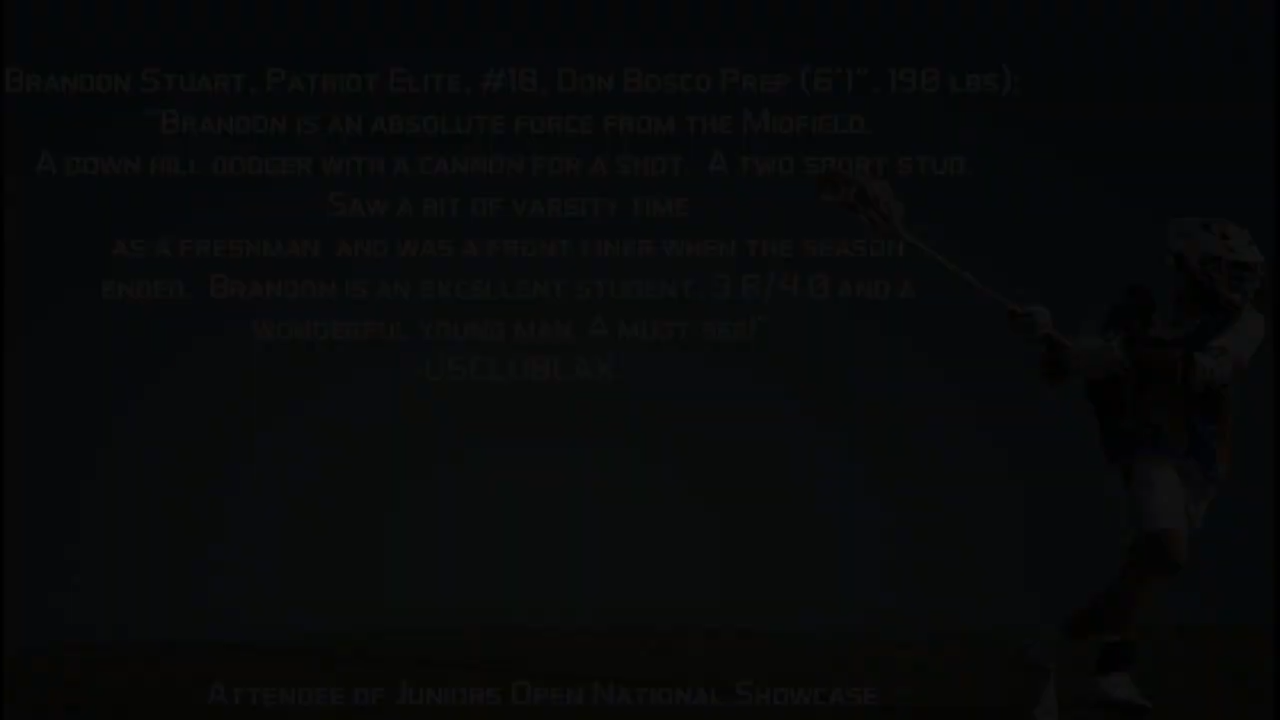 Brandon Stuart, Patriot Elite, #18, Don Bosco Prep (6'1", 190 lbs):
"Brandon is an absolute force from the Midfield.
A down hill dodger with a cannon for a shot. A two sport stud.
Saw a bit of varsity time
as a freshman and was a front liner when the season
ended. Brandon is an excellent student, 3.6/4.0 and a
wonderful young man. A must see!"
-USCLUBLAX
Attendee of Juniors Open National Showcase